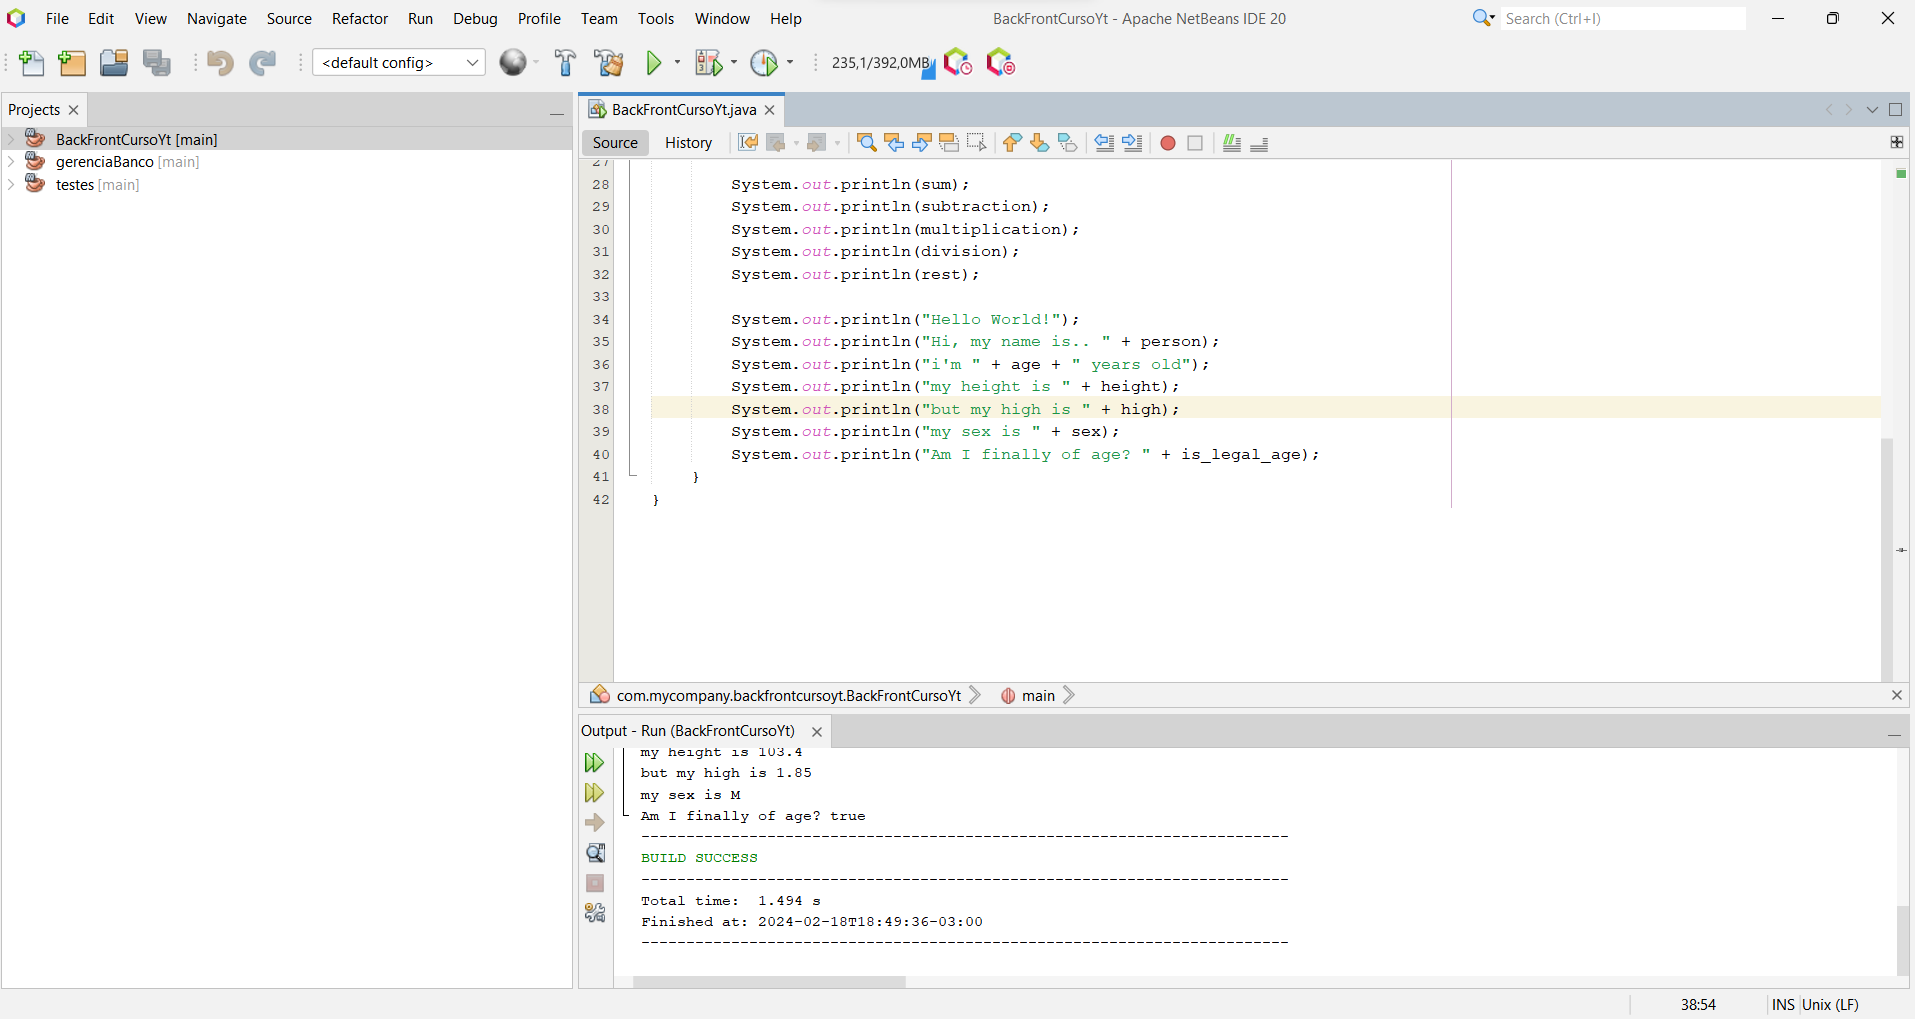 File Edit View Navigate Source Refactor Run Debug Profile Team Tools Window Help
BackFrontCursoYt - Apache NetBeans IDE 20
Search (Ctrl+I)
<default config>
235,1/392,0MB
Projects
BackFrontCursoYt [main]
gerenciaBanco [main]
testes [main]
BackFrontCursoYt.java
Source History
27
28 System.out.println(sum);
29 System.out.println(subtraction);
30 System.out.println(multiplication);
31 System.out.println(division);
32 System.out.println(rest);
33
34 System.out.println("Hello World!");
35 System.out.println("Hi, my name is.. " + person);
36 System.out.println("i'm " + age + " years old");
37 System.out.println("my height is " + height);
38 System.out.println("but my high is " + high);
39 System.out.println("my sex is " + sex);
40 System.out.println("Am I finally of age? " + is_legal_age);
41 }
42 }
com.mycompany.backfrontcursoyt.BackFrontCursoYt main
Output - Run (BackFrontCursoYt)
my height is 103.4
but my high is 1.85
my sex is M
Am I finally of age? true
------------------------------------------------------------------------
BUILD SUCCESS
------------------------------------------------------------------------
Total time:  1.494 s
Finished at: 2024-02-18T18:49:36-03:00
------------------------------------------------------------------------
38:54 INS Unix (LF)